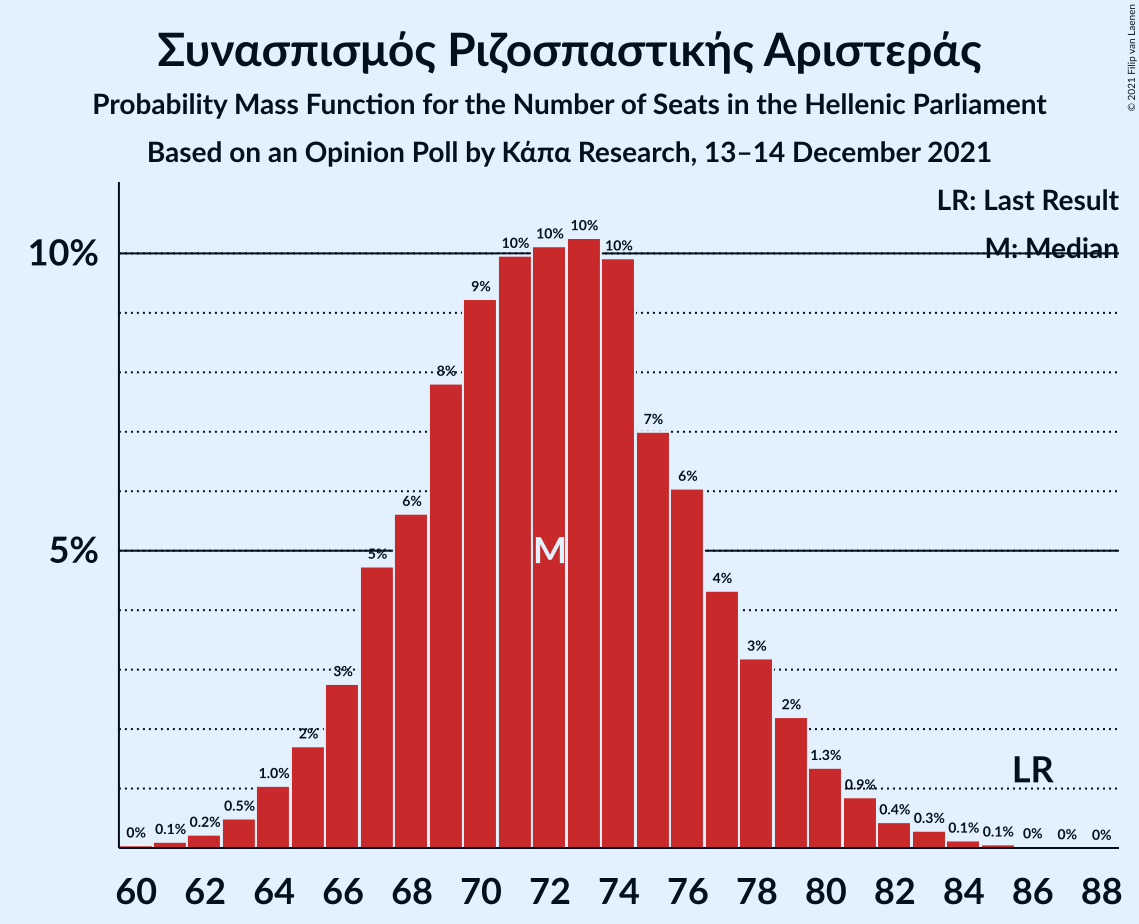 Συνασπισμός Ριζοσπαστικής Αριστεράς
Probability Mass Function for the Number of Seats in the Hellenic Parliament
Based on an Opinion Poll by Κάπα Research, 13–14 December 2021
© 2021 Filip van Laenen
LR: Last Result
M: Median
10%
5%
0% 0.1% 0.2% 0.5% 1.0% 2% 3% 5% 6% 8% 9% 10% 10% 10% 10% 7% 6% 4% 3% 2% 1.3% 0.9% 0.4% 0.3% 0.1% 0.1% 0% 0% 0%
M
LR
60 62 64 66 68 70 72 74 76 78 80 82 84 86 88